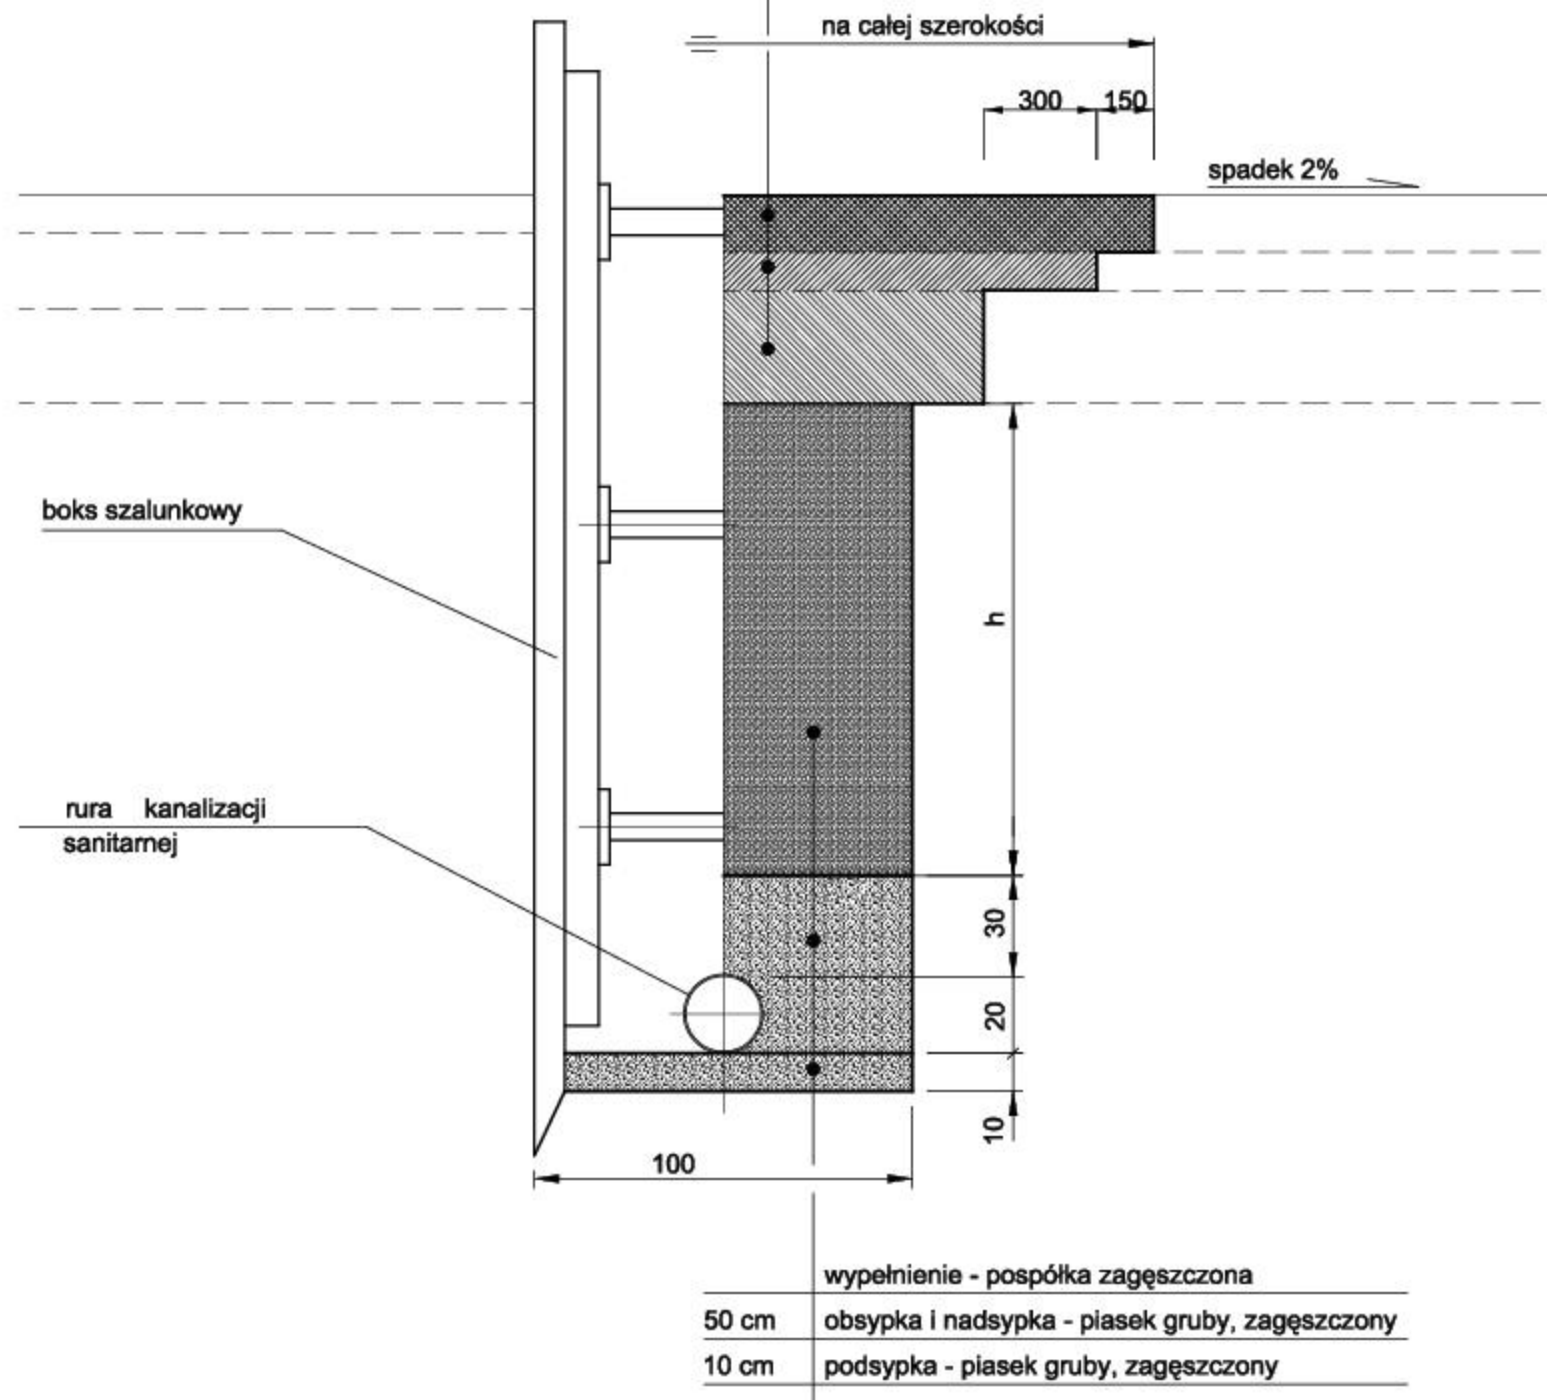 na całej szerokości
300 150
spadek 2%
boks szalunkowy
h
rura kanalizacji
sanitarnej
30
20
10
100
wypełnienie - pospółka zagęszczona
50 cm obsypka i nadsypka - piasek gruby, zagęszczony
10 cm podsypka - piasek gruby, zagęszczony